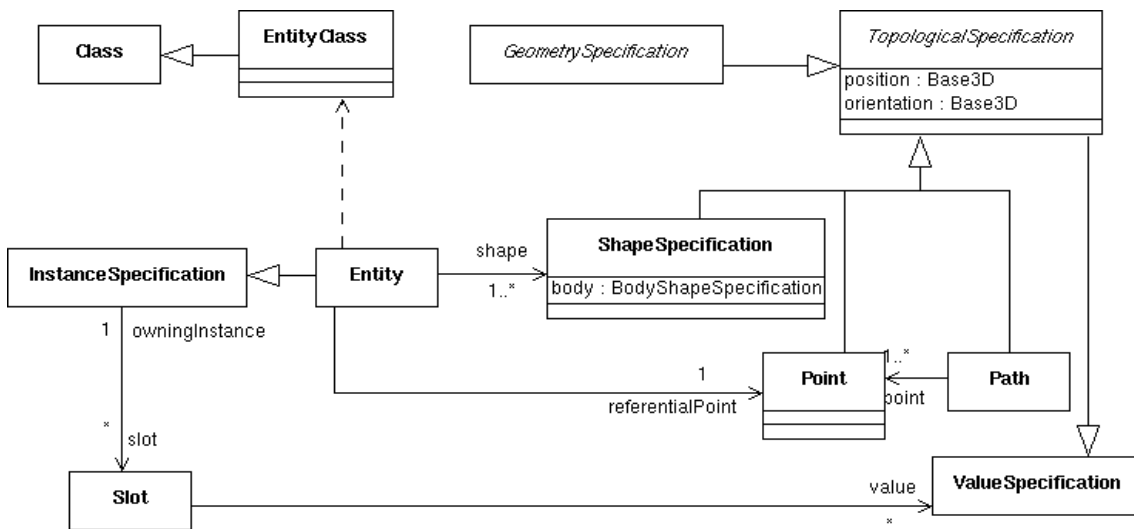 Class
EntityClass
GeometrySpecification
TopologicalSpecification
position : Base3D
orientation : Base3D
InstanceSpecification
Entity
shape
1..*
ShapeSpecification
body : BodyShapeSpecification
1
owningInstance
1
referentialPoint
Point
1..*
point
Path
*
slot
Slot
value
*
ValueSpecification